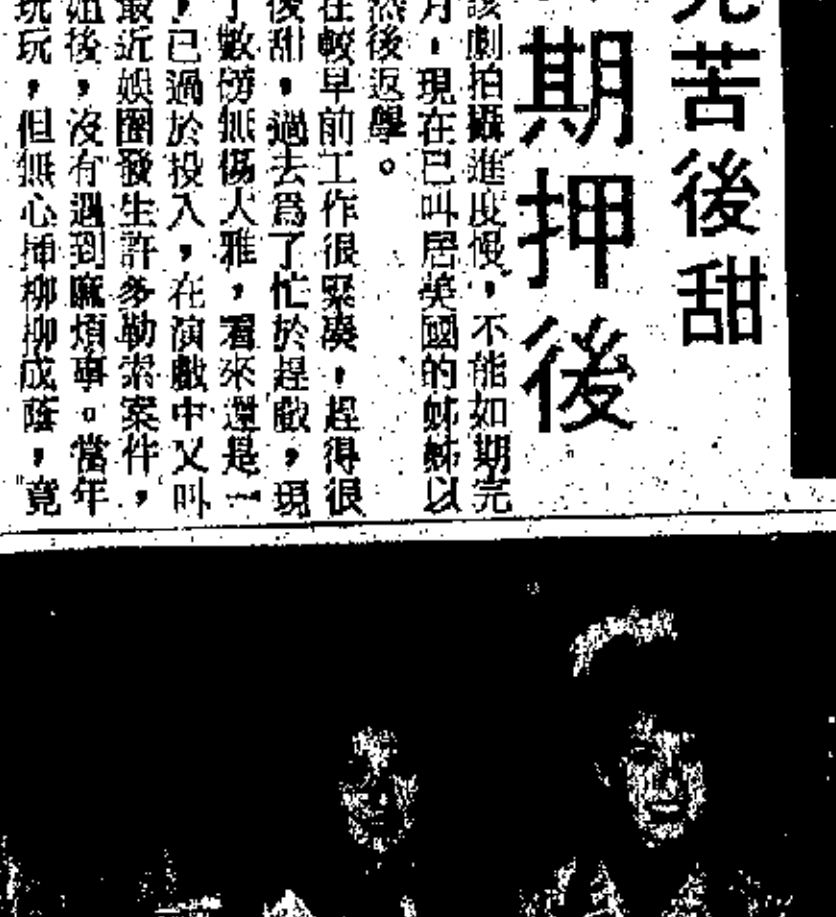 苦後甜
期押後
該劇拍攝進度慢，不能如期完
月，現在已叫居美國的姊姊以
然後返學。
在較早前工作很緊湊，趕得很
後甜，過去爲了忙於趕戲，現
了數磅無傷大雅，看來還是一
，已過於投入，在演戲中又叫
最近娛圈發生許多勒索案件，
姐後，沒有遇到麻煩事。當年
玩玩，但無心插柳柳成蔭，竟